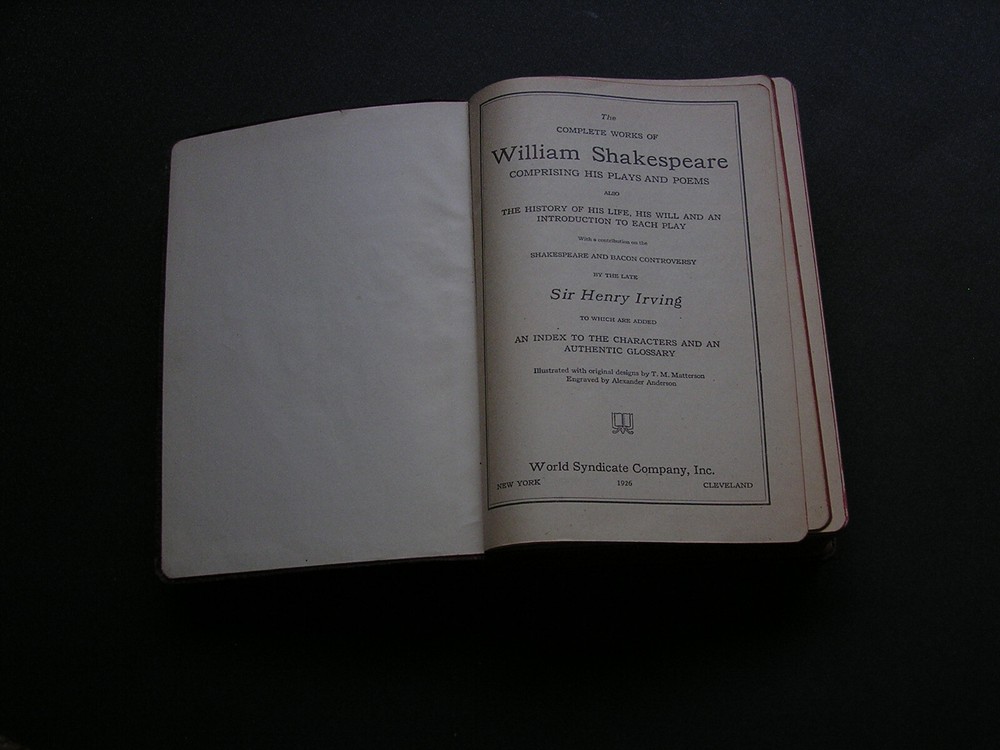 The
COMPLETE WORKS OF
William Shakespeare
COMPRISING HIS PLAYS AND POEMS
ALSO
THE HISTORY OF HIS LIFE, HIS WILL AND AN
INTRODUCTION TO EACH PLAY
With a contribution on the
SHAKESPEARE AND BACON CONTROVERSY
BY THE LATE
Sir Henry Irving
TO WHICH ARE ADDED
AN INDEX TO THE CHARACTERS AND AN
AUTHENTIC GLOSSARY
Illustrated with original designs by T. M. Matterson
Engraved by Alexander Anderson
World Syndicate Company, Inc.
NEW YORK 1926 CLEVELAND